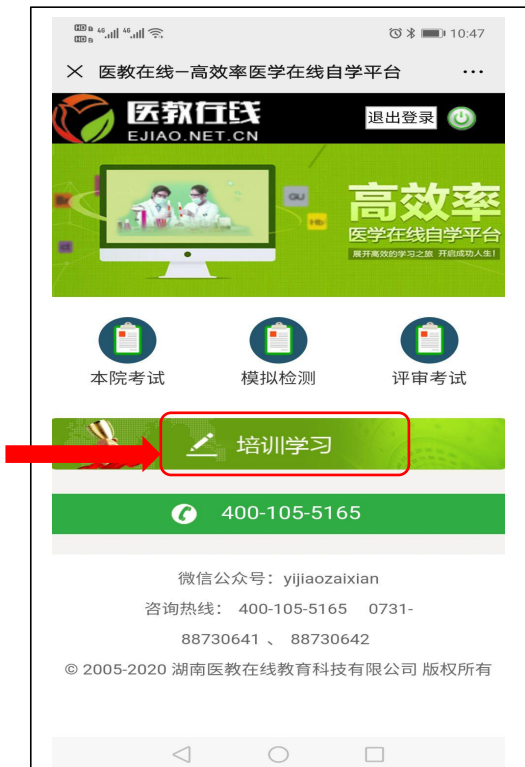 10:47
医教在线-高效率医学在线自学平台
医教在线
EJIAO.NET.CN
退出登录
高效率
医学在线自学平台
展开高效的学习之旅 开启成功人生！
GU
Hb
本院考试
模拟检测
评审考试
培训学习
400-105-5165
微信公众号：yijiaozaixian
咨询热线： 400-105-5165 0731-
88730641 、 88730642
© 2005-2020 湖南医教在线教育科技有限公司 版权所有